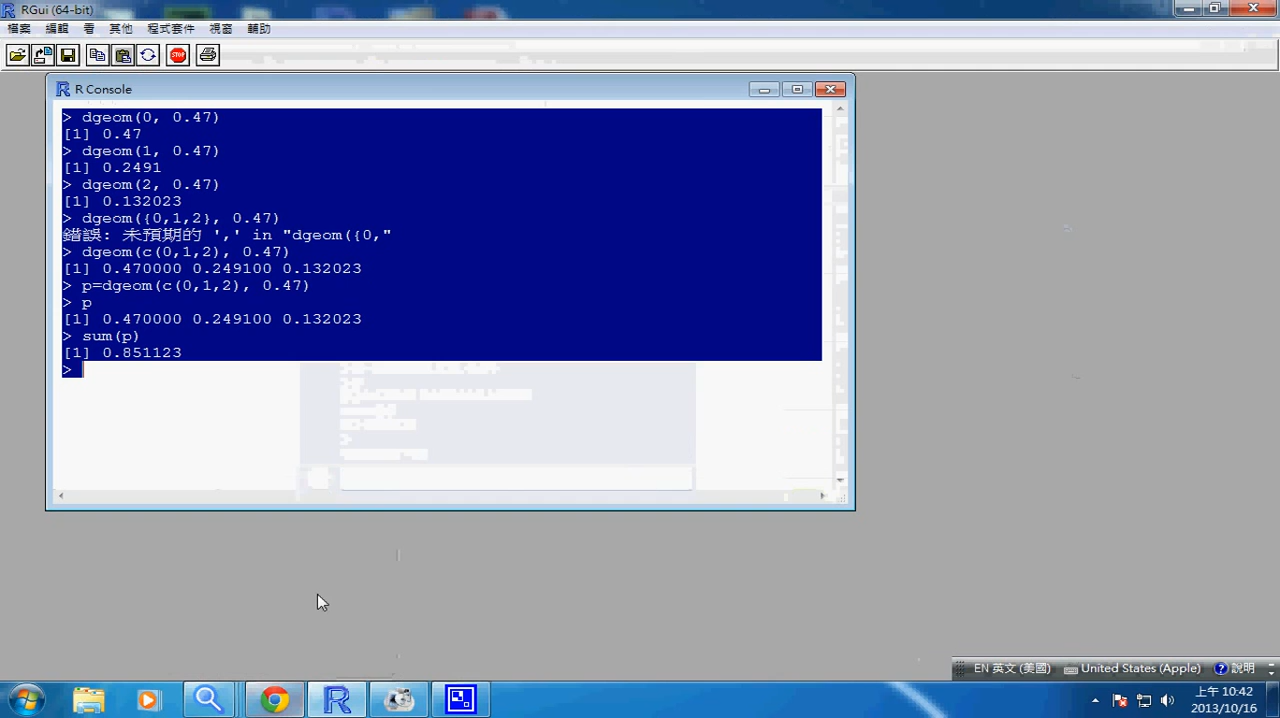 RGui (64-bit)
檔案 編輯 看 其他 程式套件 視窗 輔助
STOP
R Console
> dgeom(0, 0.47)
[1] 0.47
> dgeom(1, 0.47)
[1] 0.2491
> dgeom(2, 0.47)
[1] 0.132023
> dgeom({0,1,2}, 0.47)
錯誤: 未預期的 ',' in "dgeom({0,"
> dgeom(c(0,1,2), 0.47)
[1] 0.470000 0.249100 0.132023
> p=dgeom(c(0,1,2), 0.47)
> p
[1] 0.470000 0.249100 0.132023
> sum(p)
[1] 0.851123
>
EN 英文 (美國) United States (Apple) 說明
上午 10:42
2013/10/16